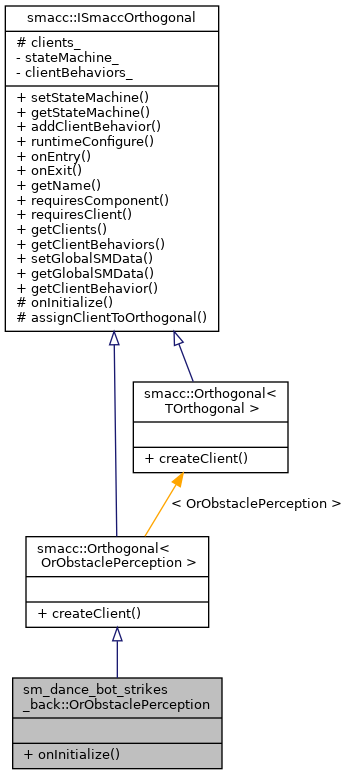 smacc::ISmaccOrthogonal
# clients_
- stateMachine_
- clientBehaviors_
+ setStateMachine()
+ getStateMachine()
+ addClientBehavior()
+ runtimeConfigure()
+ onEntry()
+ onExit()
+ getName()
+ requiresComponent()
+ requiresClient()
+ getClients()
+ getClientBehaviors()
+ setGlobalSMData()
+ getGlobalSMData()
+ getClientBehavior()
# onInitialize()
# assignClientToOrthogonal()
smacc::Orthogonal<
TOrthogonal >
+ createClient()
< OrObstaclePerception >
smacc::Orthogonal<
OrObstaclePerception >
+ createClient()
sm_dance_bot_strikes
_back::OrObstaclePerception
+ onInitialize()